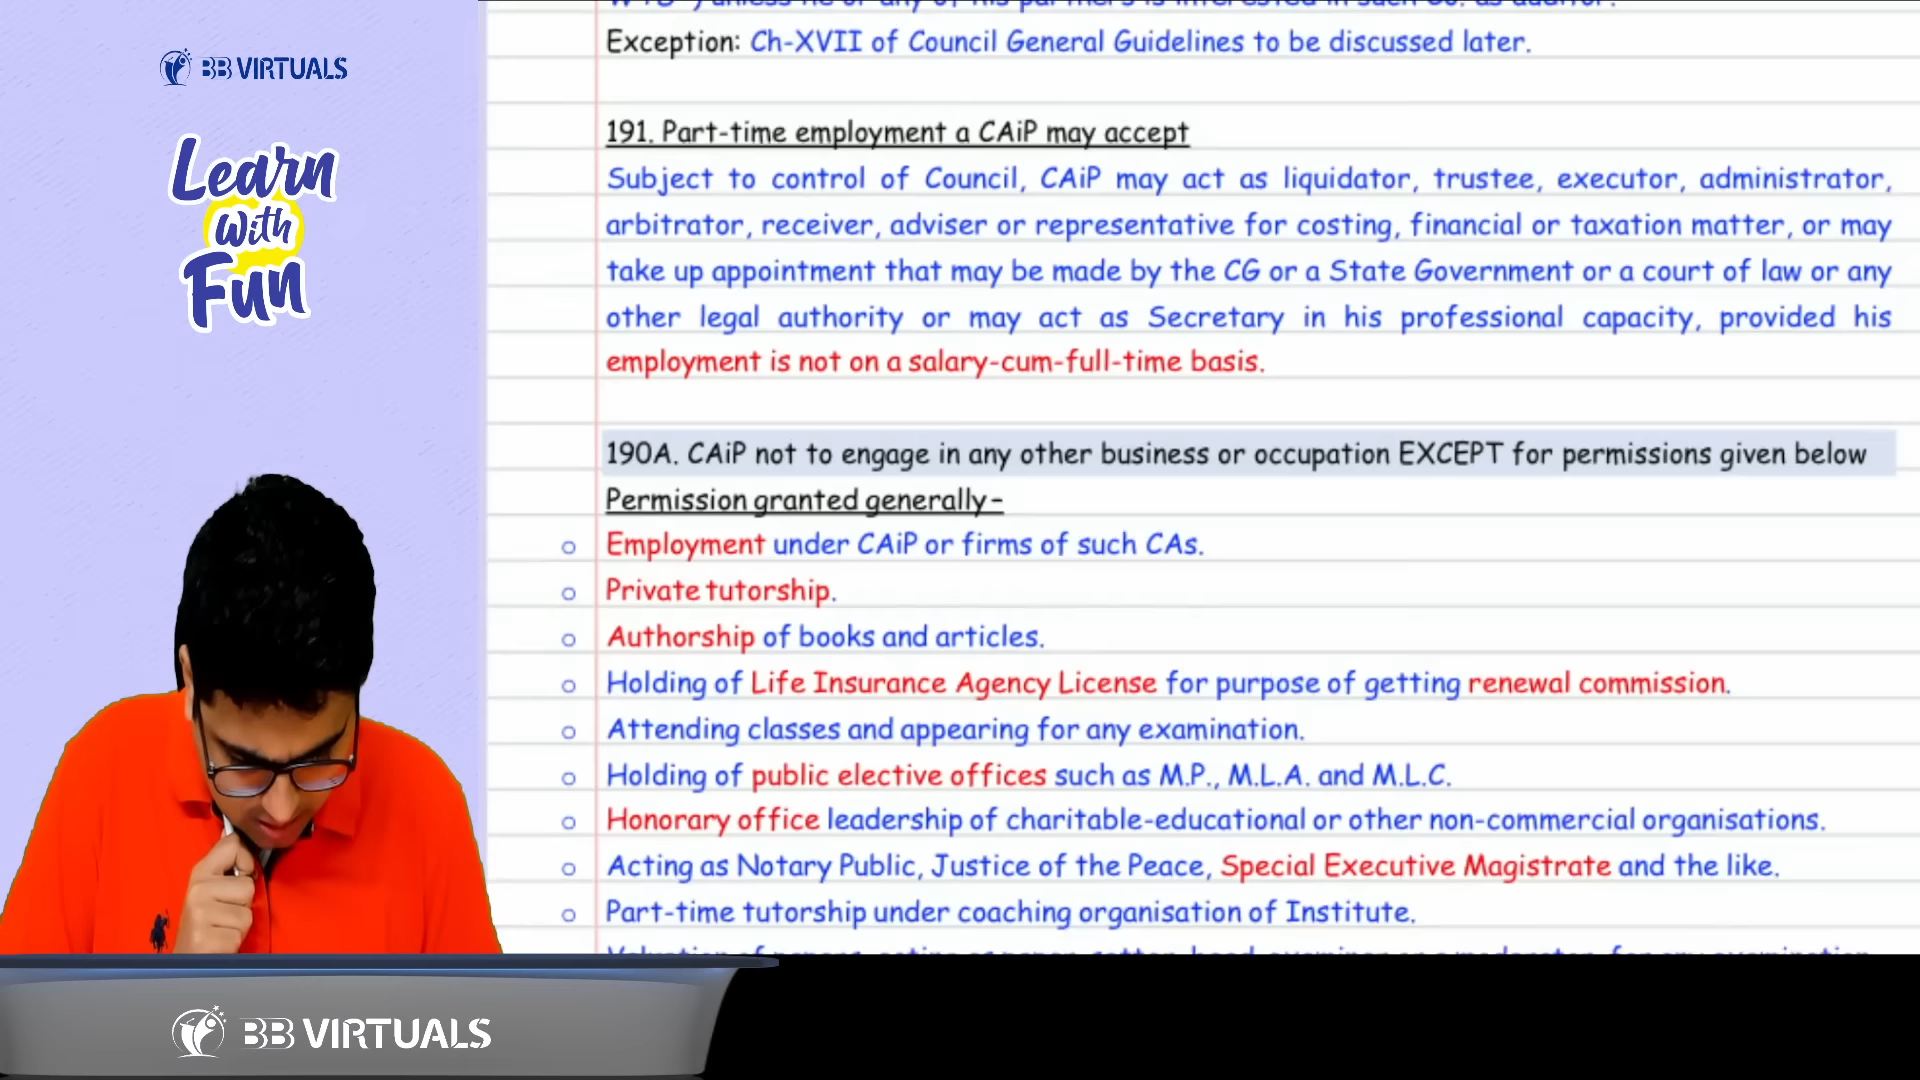 BB VIRTUALS
Learn
With
Fun
Exception: Ch-XVII of Council General Guidelines to be discussed later.
191. Part-time employment a CAiP may accept
Subject to control of Council, CAiP may act as liquidator, trustee, executor, administrator,
arbitrator, receiver, adviser or representative for costing, financial or taxation matter, or may
take up appointment that may be made by the CG or a State Government or a court of law or any
other legal authority or may act as Secretary in his professional capacity, provided his
employment is not on a salary-cum-full-time basis.
190A. CAiP not to engage in any other business or occupation EXCEPT for permissions given below
Permission granted generally–
o Employment under CAiP or firms of such CAs.
o Private tutorship.
o Authorship of books and articles.
o Holding of Life Insurance Agency License for purpose of getting renewal commission.
o Attending classes and appearing for any examination.
o Holding of public elective offices such as M.P., M.L.A. and M.L.C.
o Honorary office leadership of charitable-educational or other non-commercial organisations.
o Acting as Notary Public, Justice of the Peace, Special Executive Magistrate and the like.
o Part-time tutorship under coaching organisation of Institute.
BB VIRTUALS